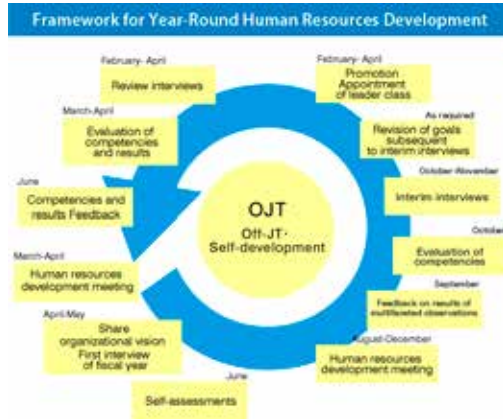 Framework for Year-Round Human Resources Development
February- April
Review interviews
February- April
Promotion
Appointment
of leader class
March-April
Evaluation of
competencies
and results
As required
Revision of goals
subsequent
to interim interviews
June
Competencies and
results Feedback
October-November
Interim interviews
OJT
Off-JT·
Self-development
October
Evaluation of
competencies
March-April
Human resources
development meeting
September
Feedback on results of
multifaceted observations
April-May
Share
organizational vision
First interview
of fiscal year
August-December
Human resources
development meeting
June
Self-assessments